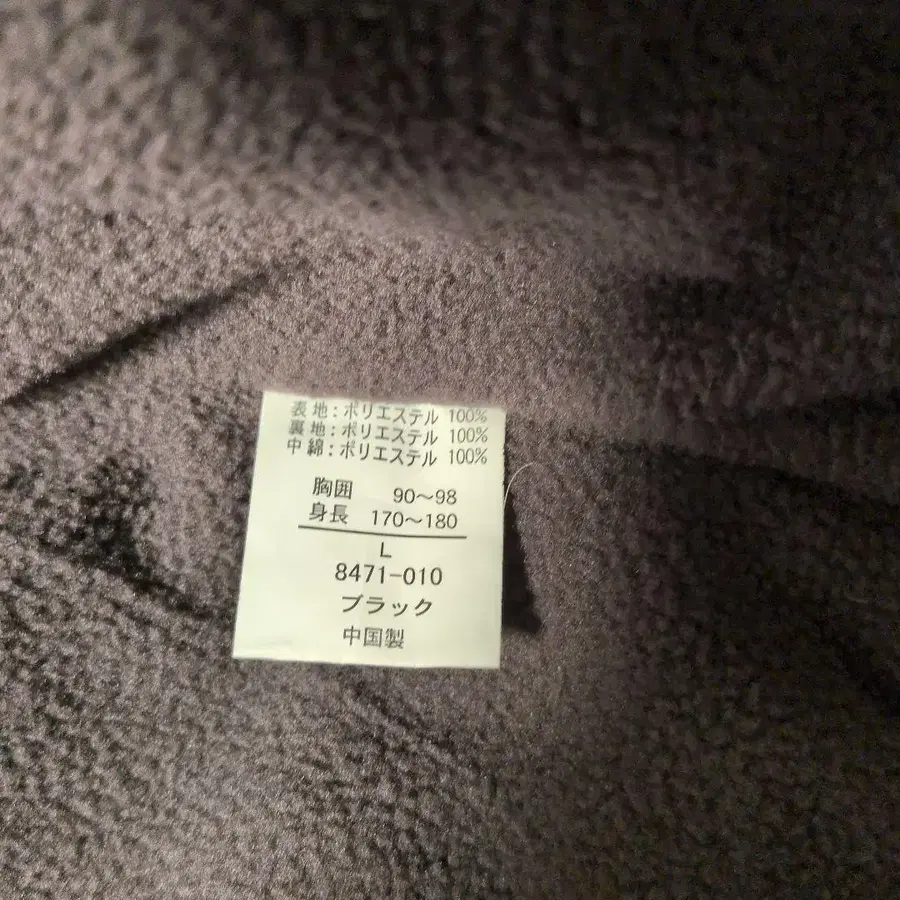 表地:ポリエステル 100%
裏地:ポリエステル 100%
中綿:ポリエステル 100%
胸囲 90~98
身長 170~180
L
8471-010
ブラック
中国製